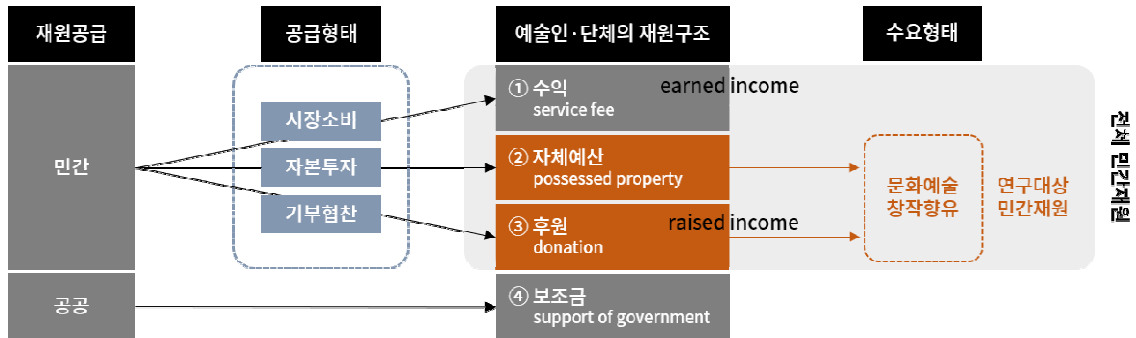 재원공급
공급형태
예술인·단체의 재원구조
수요형태
민간
시장소비
자본투자
기부협찬
① 수익
service fee
earned income
② 자체예산
possessed property
③ 후원
donation
raised income
문화예술
창작향유
연구대상
민간재원
전체 민간재원
공공
④ 보조금
support of government